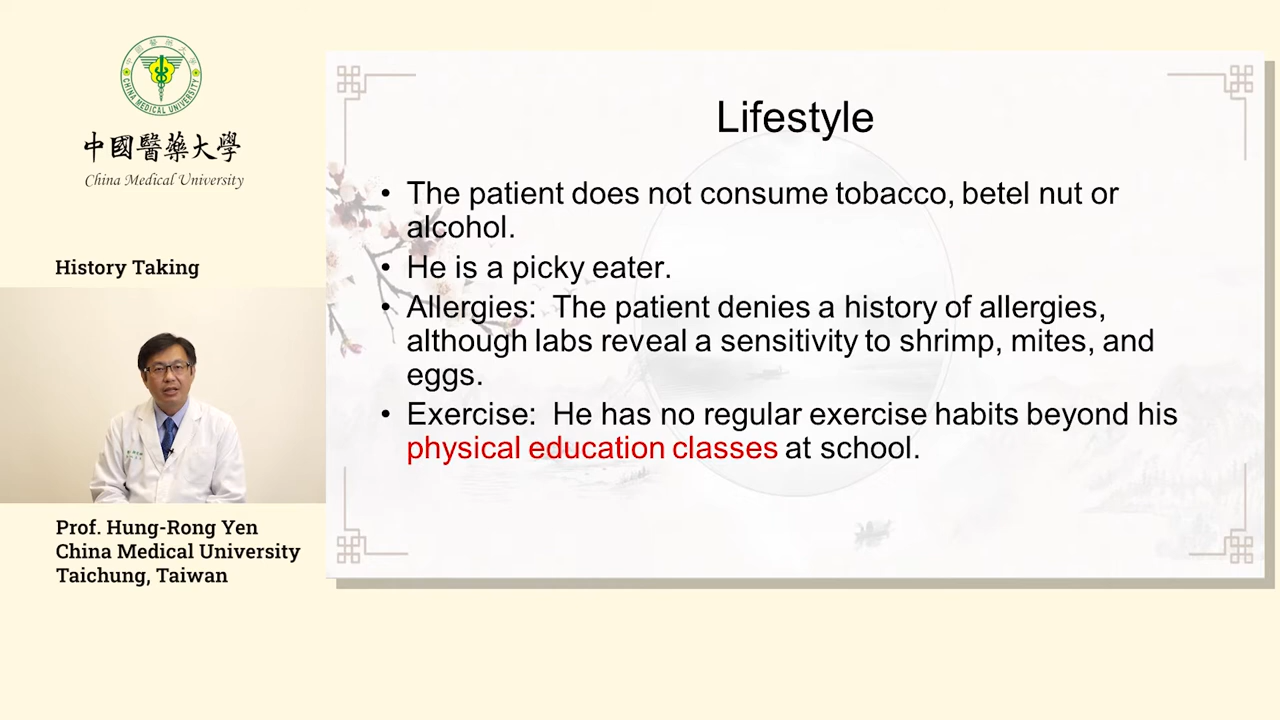 CHINA MEDICAL UNIVERSITY
中國醫藥大學
China Medical University
History Taking
Prof. Hung-Rong Yen
China Medical University
Taichung, Taiwan
Lifestyle
• The patient does not consume tobacco, betel nut or
alcohol.
• He is a picky eater.
• Allergies: The patient denies a history of allergies,
although labs reveal a sensitivity to shrimp, mites, and
eggs.
• Exercise: He has no regular exercise habits beyond his
physical education classes at school.